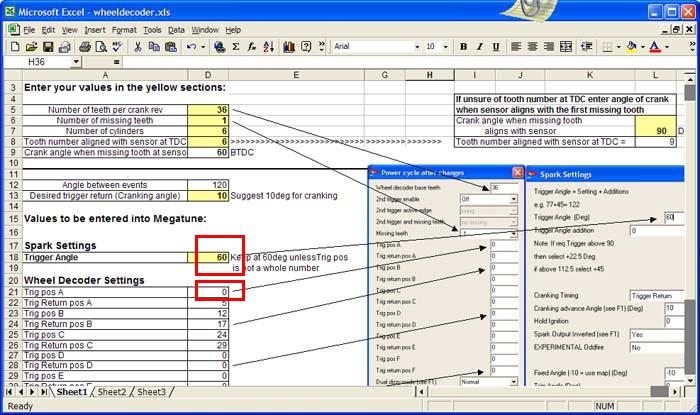 Microsoft Excel - wheeldecoder.xls
File Edit View Insert Format Tools Data Window Help
Arial 10 B I U
H36
A D E F G H I J K L
3 Enter your values in the yellow sections:
4 If unsure of tooth number at TDC enter angle of crank
5 Number of teeth per crank rev 36 when sensor aligns with the first missing tooth
6 Number of missing teeth 1 Crank angle when missing tooth
7 Number of cylinders 6 aligns with sensor 90
8 Tooth number aligned with sensor at TDC 6 Tooth number aligned with sensor at TDC = 9
9 Crank angle when missing tooth at senso 60 BTDC
10
11
12 Angle between events 120
13 Desired trigger return (Cranking angle) 10 Suggest 10deg for cranking
14
15 Values to be entered into Megatune:
16
17 Spark Settings
18 Trigger Angle 60 Keep at 60deg unlessTrig pos
19 is not a whole number
20 Wheel Decoder Settings
21 Trig pos A 0
22 Trig Return pos A 5
23 Trig pos B 12
24 Trig Return pos B 17
25 Trig pos C 24
26 Trig Return pos C 29
27 Trig pos D 0
28 Trig Return pos D 0
29 Trig pos E 0
Power cycle after changes
Wheel decoder base teeth 36
2nd trigger enable Off
2nd trigger active edge
2nd trigger and missing teeth
Missing teeth
Trig pos A 0
Trig return pos A 0
Trig pos B 0
Trig return pos B 0
Trig pos C 0
Trig return pos C 0
Trig pos D 0
Trig return pos D 0
Trig pos E 0
Trig return pos E 0
Trig pos F 0
Trig return pos F 0
Dual dizzy mode (see F1) Normal
Spark Settings
Trigger Angle = Setting + Additions
e.g. 77+45= 122
Trigger Angle (Deg) 60
Trigger Angle addition 0
Note: If req Trigger above 90
then select +22.5 Deg
if above 112.5 select +45
Cranking Timing Trigger Return
Cranking advance Angle (see F1) (Deg) 10
Hold Ignition 0
Spark Output Inverted (see F1) Yes
EXPERIMENTAL Oddfire No
Fixed Angle (-10 = use map) (Deg) -10
Sheet1 Sheet2 Sheet3
Ready NUM